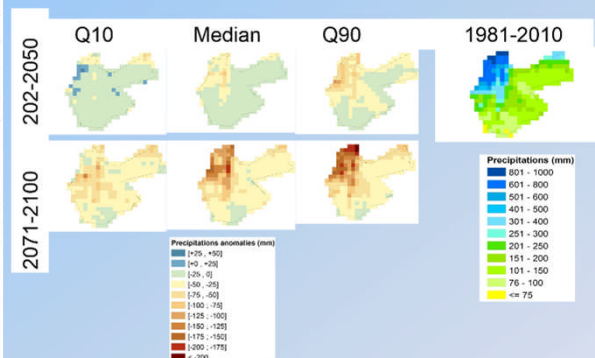 Q10 Median Q90 1981-2010
202-2050
2071-2100
Precipitations (mm)
801 - 1000
601 - 800
501 - 600
401 - 500
301 - 400
251 - 300
201 - 250
151 - 200
101 - 150
76 - 100
<= 75
Precipitations anomalies (mm)
[+25 ; +50]
[+0 ; +25]
[-25 ; 0]
[-50 ; -25]
[-75 ; -50]
[-100 ; -75]
[-125 ; -100]
[-150 ; -125]
[-175 ; -150]
[-200 ; -175]
< -200